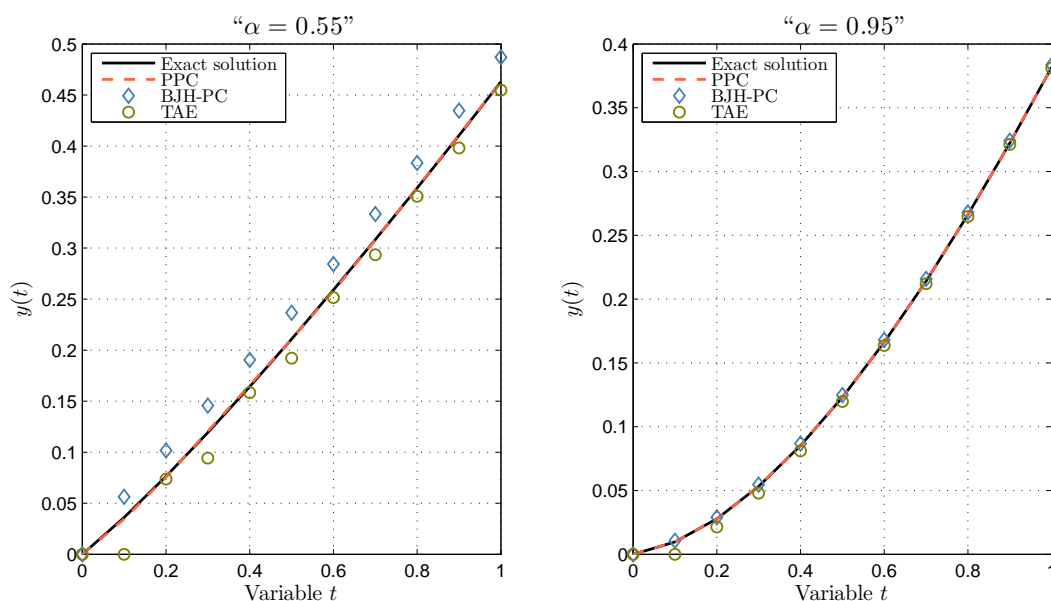 “α = 0.55”
Exact solution
PPC
BJH-PC
TAE
0.5
0.45
0.4
0.35
0.3
0.25
0.2
0.15
0.1
0.05
0
y(t)
0 0.2 0.4 0.6 0.8 1
Variable t
“α = 0.95”
Exact solution
PPC
BJH-PC
TAE
0.4
0.35
0.3
0.25
0.2
0.15
0.1
0.05
0
y(t)
0 0.2 0.4 0.6 0.8 1
Variable t